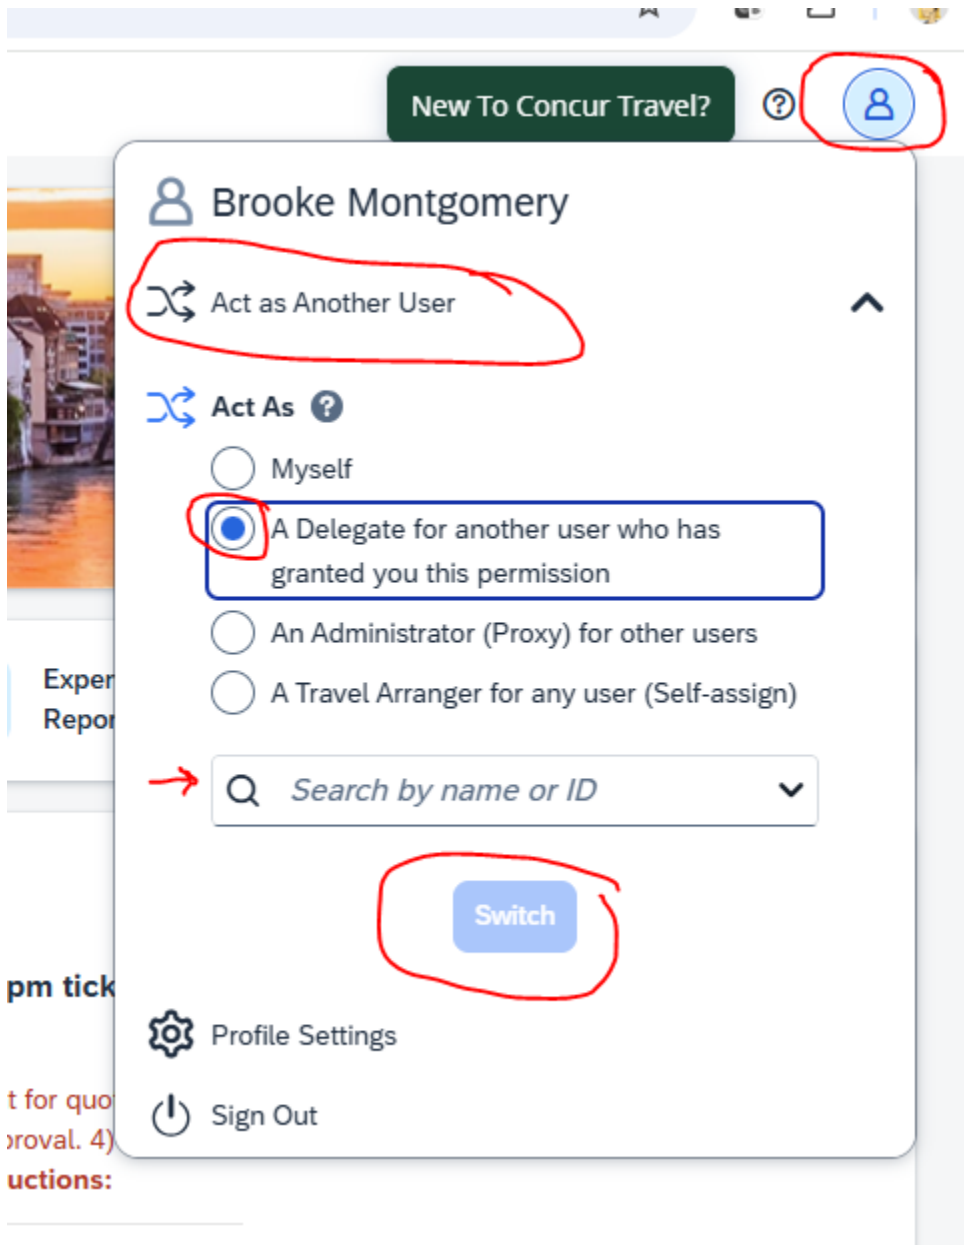 New To Concur Travel?
Brooke Montgomery
Act as Another User
Act As
Myself
A Delegate for another user who has
granted you this permission
An Administrator (Proxy) for other users
A Travel Arranger for any user (Self-assign)
Exper
Repor
Search by name or ID
Switch
pm tick
Profile Settings
t for quo
Sign Out
proval. 4)
uctions: